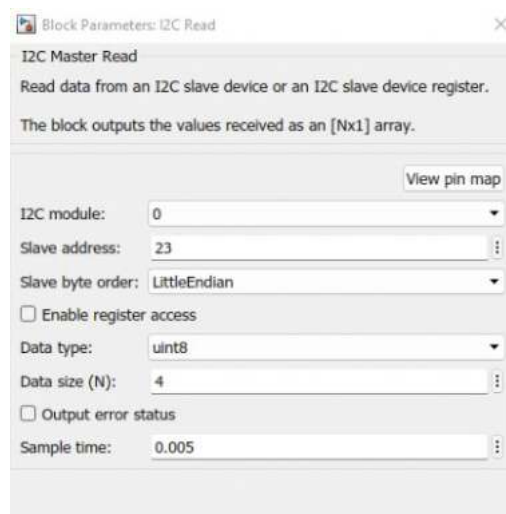 Block Parameters: I2C Read
I2C Master Read
Read data from an I2C slave device or an I2C slave device register.
The block outputs the values received as an [Nx1] array.
View pin map
I2C module: 0
Slave address: 23
Slave byte order: LittleEndian
Enable register access
Data type: uint8
Data size (N): 4
Output error status
Sample time: 0.005